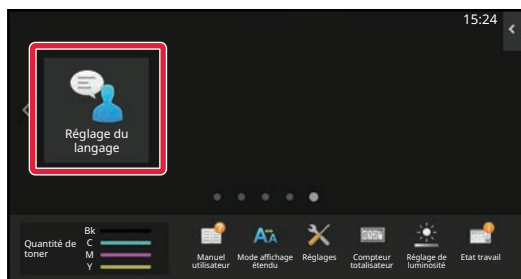 15:24
Réglage du
langage
Quantité de
toner
Bk
C
M
Y
Manuel
utilisateur
Mode affichage
étendu
Réglages
Compteur
totalisateur
Réglage de
luminosité
Etat travail